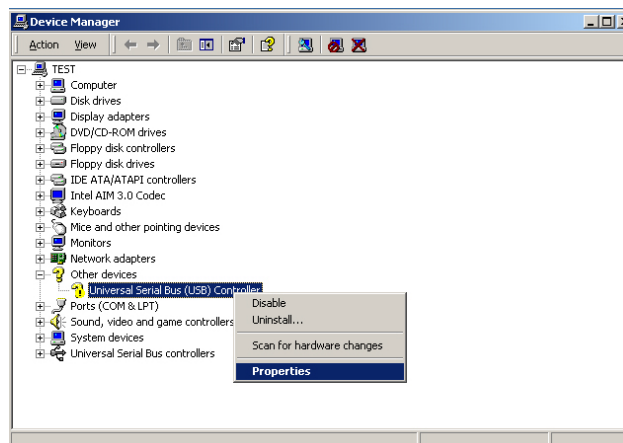 Device Manager
Action View
TEST
Computer
Disk drives
Display adapters
DVD/CD-ROM drives
Floppy disk controllers
Floppy disk drives
IDE ATA/ATAPI controllers
Intel AIM 3.0 Codec
Keyboards
Mice and other pointing devices
Monitors
Network adapters
Other devices
Universal Serial Bus (USB) Controller
Ports (COM & LPT)
Sound, video and game controllers
System devices
Universal Serial Bus controllers
Disable
Uninstall...
Scan for hardware changes
Properties